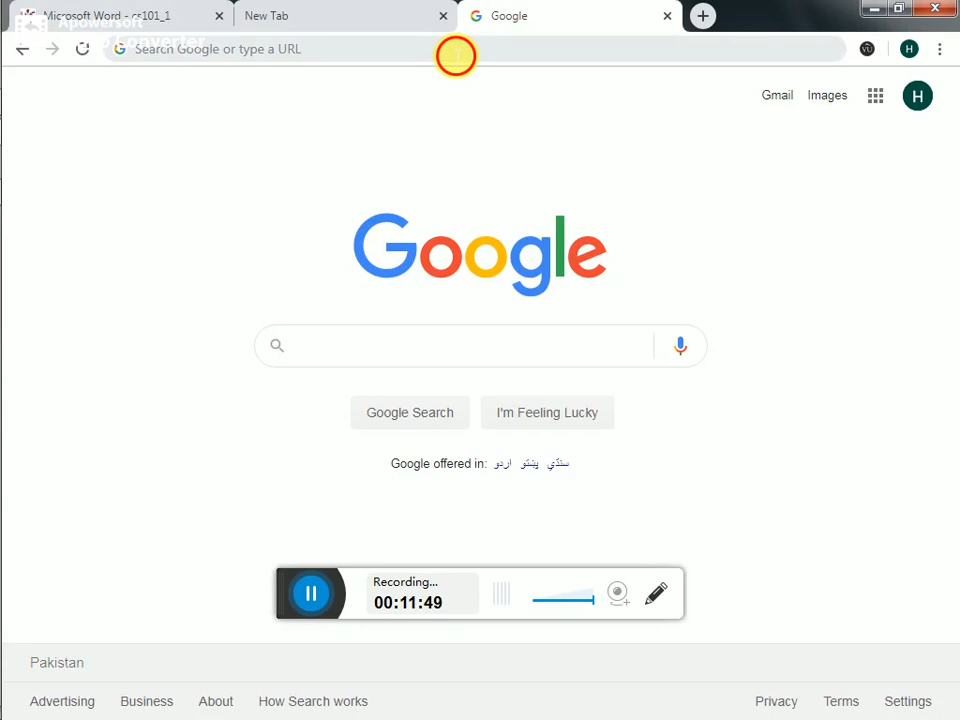 Microsoft Word - cs101_1
New Tab
Google
Apowersoft
Converter
Search Google or type a URL
H
Gmail
Images
H
Google
Google Search
I'm Feeling Lucky
Google offered in: اردو پښتو سنڌي
Recording...
00:11:49
Pakistan
Advertising
Business
About
How Search works
Privacy
Terms
Settings